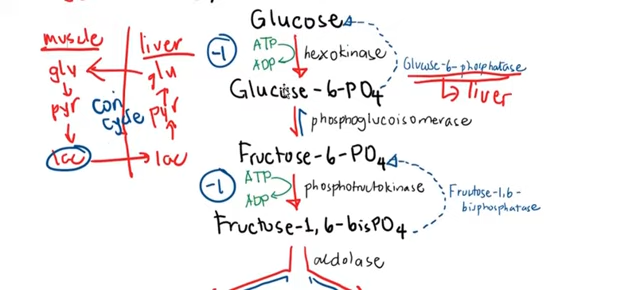 muscle
glu
pyr
lac
cori
cycle
liver
glu
pyr
lac
Glucose
-1
ATP
ADP
hexokinase
Glucose-6-phosphatase
↳ liver
Glucose-6-PO4
phosphoglucoisomerase
Fructose-6-PO4
-1
ATP
ADP
phosphofructokinase
Fructose-1,6-
bisphosphatase
Fructose-1,6-bisPO4
aldolase